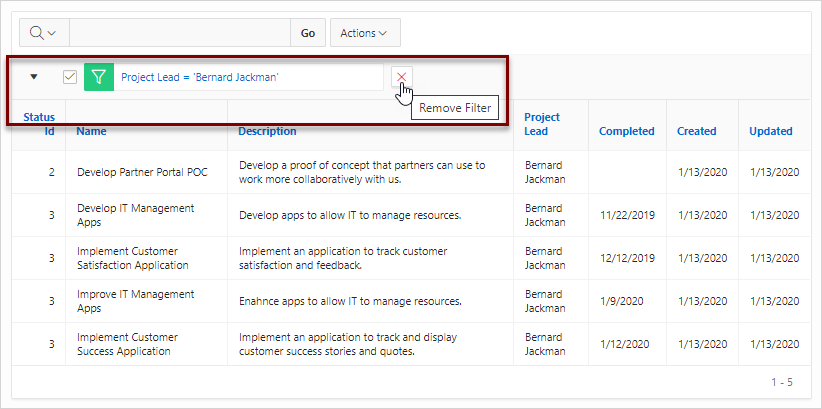 Go
Actions
Project Lead = 'Bernard Jackman'
Remove Filter
Status Id
Name
Description
Project Lead
Completed
Created
Updated
2
Develop Partner Portal POC
Develop a proof of concept that partners can use to
work more collaboratively with us.
Bernard
Jackman
1/13/2020
1/13/2020
3
Develop IT Management
Apps
Develop apps to allow IT to manage resources.
Bernard
Jackman
11/22/2019
1/13/2020
1/13/2020
3
Implement Customer
Satisfaction Application
Implement an application to track customer
satisfaction and feedback.
Bernard
Jackman
12/12/2019
1/13/2020
1/13/2020
3
Improve IT Management
Apps
Enahnce apps to allow IT to manage resources.
Bernard
Jackman
1/9/2020
1/13/2020
1/13/2020
3
Implement Customer
Success Application
Implement an application to track and display
customer success stories and quotes.
Bernard
Jackman
1/12/2020
1/13/2020
1/13/2020
1 - 5